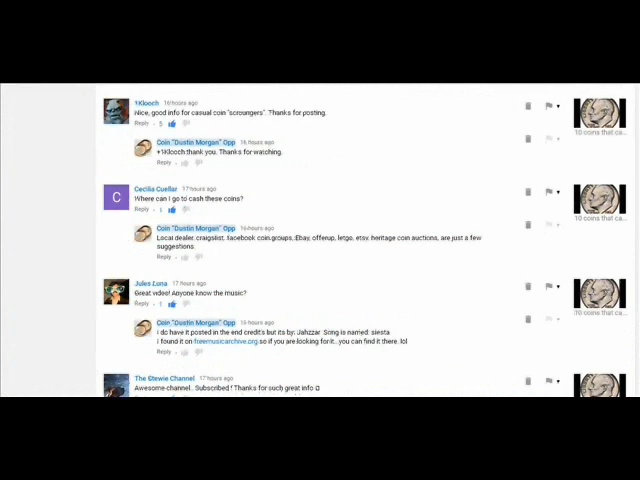 1Klooch 16 hours ago
Nice, good info for casual coin "scroungers". Thanks for posting.
Reply · 5
Coin "Dustin Morgan" Opp 16 hours ago
+1Klooch thank you. Thanks for watching.
Reply ·
10 coins that ca...
C
Cecilia Cuellar 17 hours ago
Where can I go to cash these coins?
Reply · 1
Coin "Dustin Morgan" Opp 16 hours ago
Local dealer, craigslist, facebook coin groups, Ebay, offerup, letgo, etsy, heritage coin auctions, are just a few
suggestions.
Reply ·
10 coins that ca...
Jules Luna 17 hours ago
Great video! Anyone know the music?
Reply · 1
Coin "Dustin Morgan" Opp 16 hours ago
I do have it posted in the end credits but its by: Jahzzar Song is named: siesta
I found it on freemusicarchive.org so if you are looking for it...you can find it there. lol
Reply ·
10 coins that ca...
The Stewie Channel 17 hours ago
Awesome channel.. Subscribed! Thanks for such great info